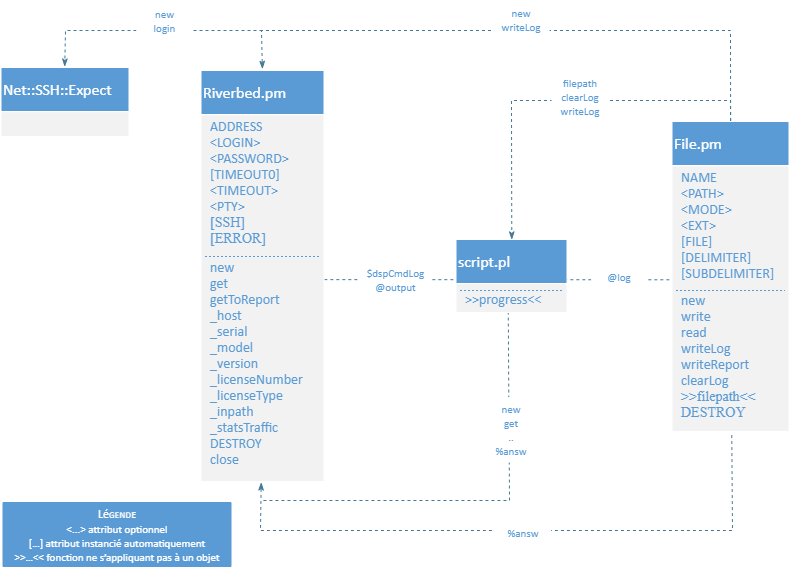 new
login
new
writeLog
Net::SSH::Expect
Riverbed.pm
ADDRESS
<LOGIN>
<PASSWORD>
[TIMEOUT0]
<TIMEOUT>
<PTY>
[SSH]
[ERROR]
new
get
getToReport
_host
_serial
_model
_version
_licenseNumber
_licenseType
_inpath
_statsTraffic
DESTROY
close
filepath
clearLog
writeLog
$dspCmdLog
@output
script.pl
>>progress<<
@log
File.pm
NAME
<PATH>
<MODE>
<EXT>
[FILE]
[DELIMITER]
[SUBDELIMITER]
new
write
read
writeLog
writeReport
clearLog
>>filepath<<
DESTROY
new
get
..
%answ
%answ
LÉGENDE
<...> attribut optionnel
[...] attribut instancié automatiquement
>>...<< fonction ne s'appliquant pas à un objet